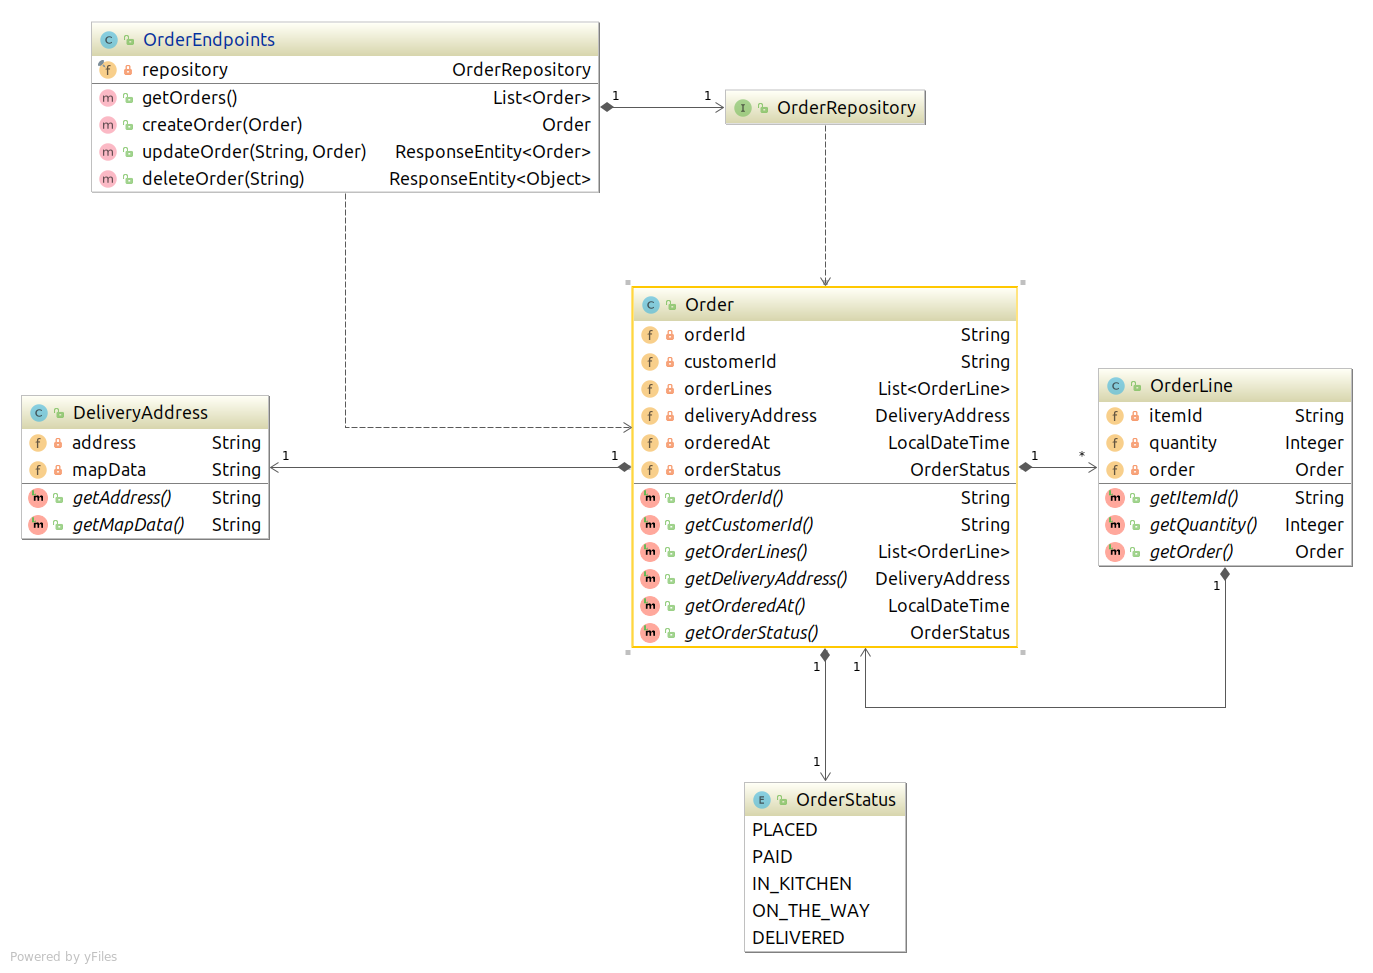 OrderEndpoints
repository OrderRepository
getOrders() List<Order>
createOrder(Order) Order
updateOrder(String, Order) ResponseEntity<Order>
deleteOrder(String) ResponseEntity<Object>
1 1
OrderRepository
Order
orderId String
customerId String
orderLines List<OrderLine>
deliveryAddress DeliveryAddress
orderedAt LocalDateTime
orderStatus OrderStatus
getOrderId() String
getCustomerId() String
getOrderLines() List<OrderLine>
getDeliveryAddress() DeliveryAddress
getOrderedAt() LocalDateTime
getOrderStatus() OrderStatus
DeliveryAddress
address String
mapData String
getAddress() String
getMapData() String
1 1
1 *
OrderLine
itemId String
quantity Integer
order Order
getItemId() String
getQuantity() Integer
getOrder() Order
1
1 1
1
OrderStatus
PLACED
PAID
IN_KITCHEN
ON_THE_WAY
DELIVERED
Powered by yFiles